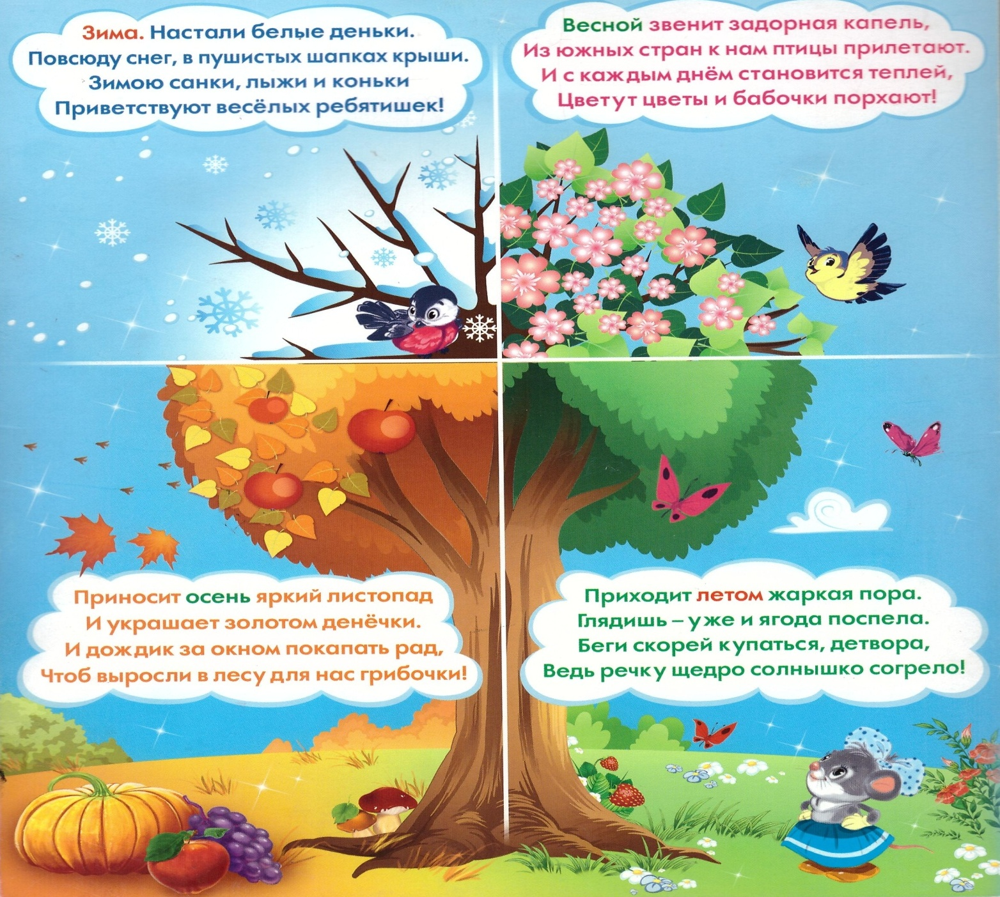 Зима. Настали белые деньки.
Повсюду снег, в пушистых шапках крыши.
Зимою санки, лыжи и коньки
Приветствуют весёлых ребятишек!
Весной звенит задорная капель,
Из южных стран к нам птицы прилетают.
И с каждым днём становится теплей,
Цветут цветы и бабочки порхают!
Приносит осень яркий листопад
И украшает золотом денёчки.
И дождик за окном покапать рад,
Чтоб выросли в лесу для нас грибочки!
Приходит летом жаркая пора.
Глядишь – уже и ягода поспела.
Беги скорей купаться, детвора,
Ведь речку щедро солнышко согрело!